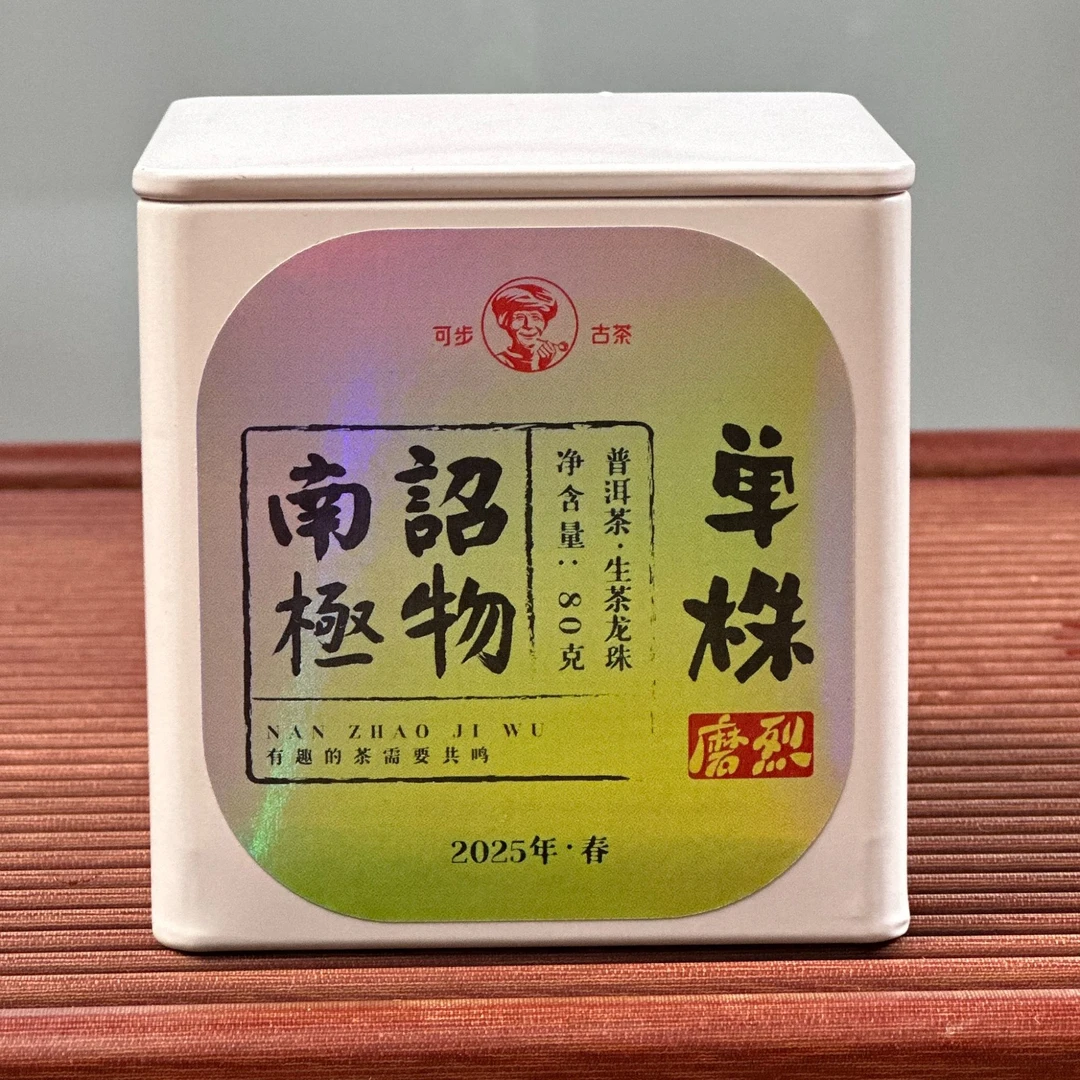 可步 古茶
南詔
極物
普洱茶·生茶龙珠
净含量：80克
单株
磨烈
NAN ZHAO JI WU
有趣的茶需要共鸣
2025年·春